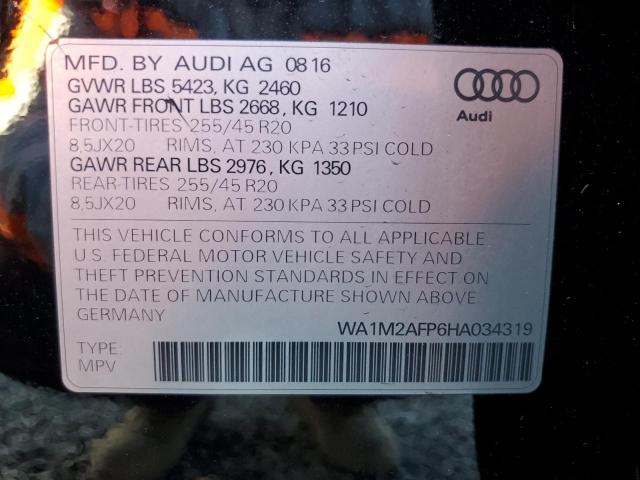 MFD. BY AUDI AG 0816
GVWR LBS 5423, KG 2460
GAWR FRONT LBS 2668, KG 1210
FRONT-TIRES 255/45 R20
8,5JX20 RIMS, AT 230 KPA 33 PSI COLD
GAWR REAR LBS 2976, KG 1350
REAR-TIRES 255/45 R20
8,5JX20 RIMS, AT 230 KPA 33 PSI COLD
Audi
THIS VEHICLE CONFORMS TO ALL APPLICABLE
U.S. FEDERAL MOTOR VEHICLE SAFETY AND
THEFT PREVENTION STANDARDS IN EFFECT ON
THE DATE OF MANUFACTURE SHOWN ABOVE
GERMANY
WA1M2AFP6HA034319
TYPE:
MPV